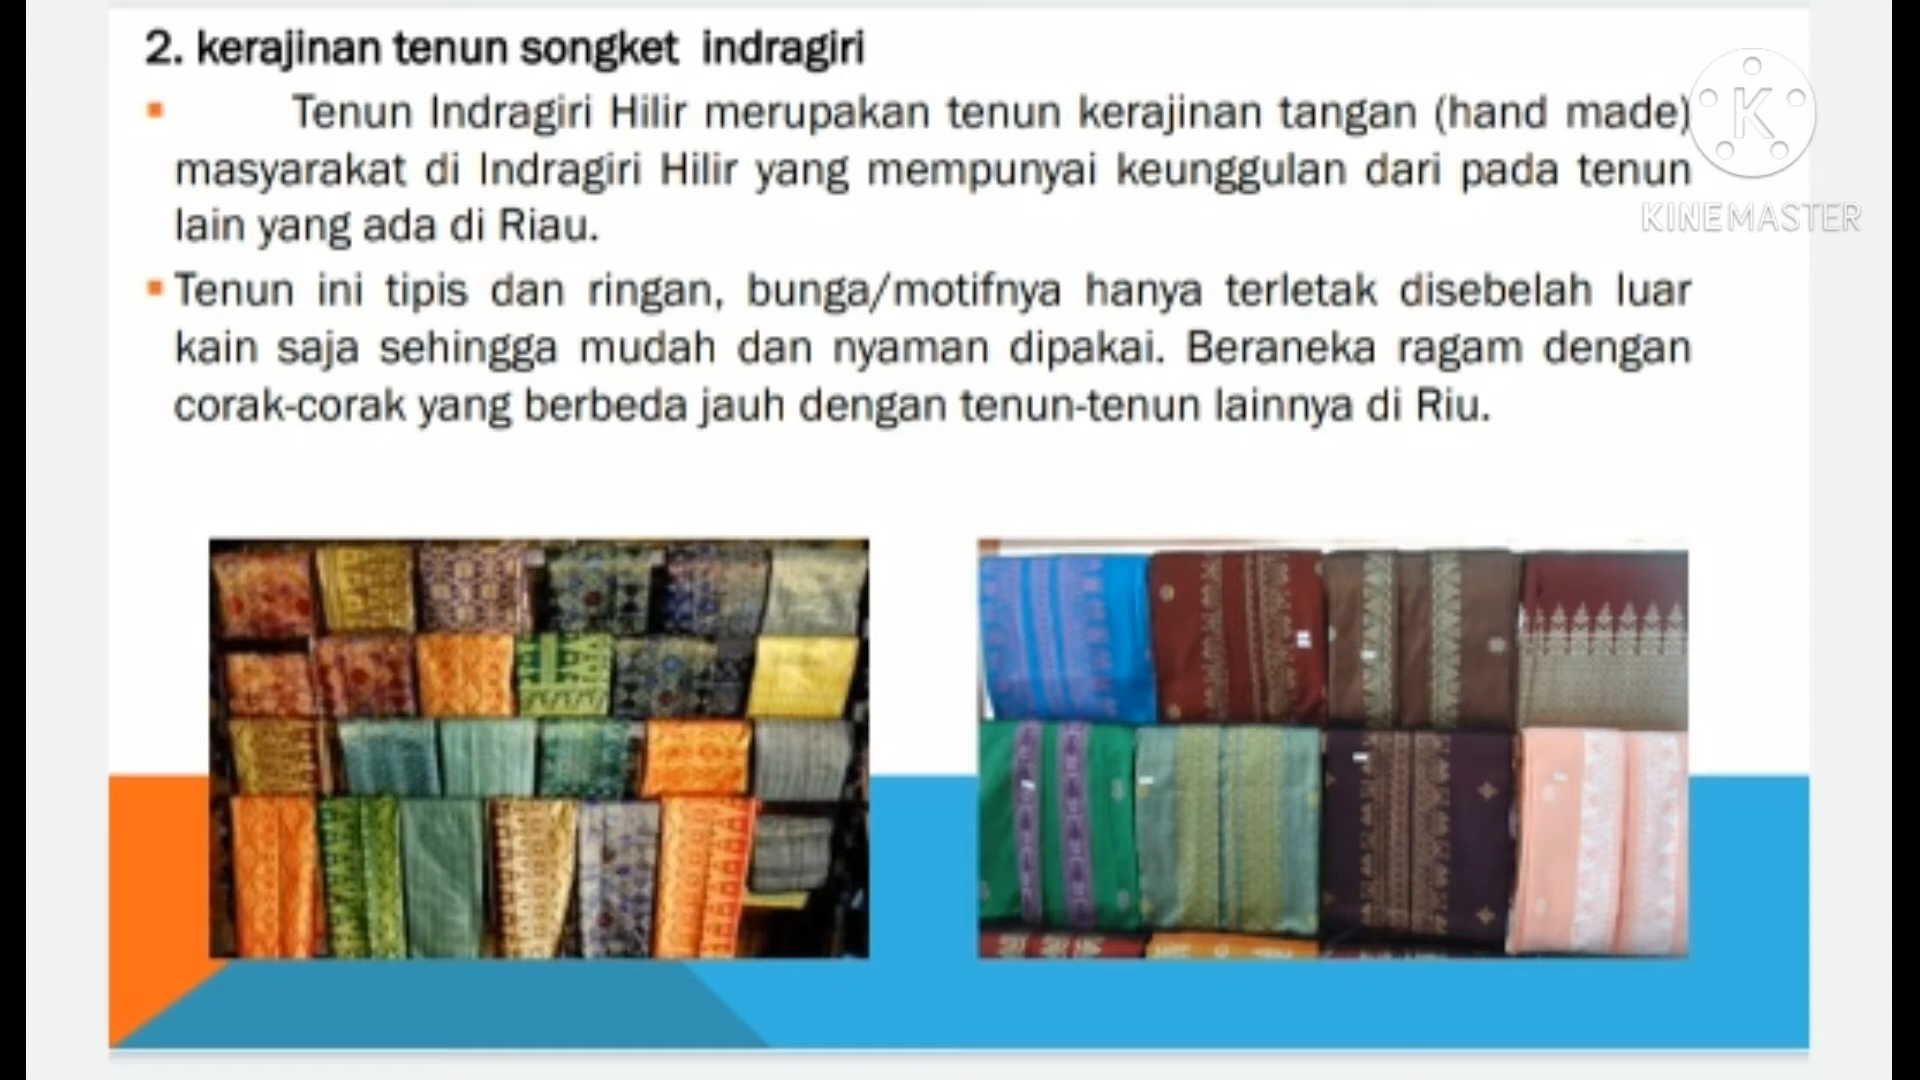 2. kerajinan tenun songket indragiri
Tenun Indragiri Hilir merupakan tenun kerajinan tangan (hand made)
masyarakat di Indragiri Hilir yang mempunyai keunggulan dari pada tenun
lain yang ada di Riau.
Tenun ini tipis dan ringan, bunga/motifnya hanya terletak disebelah luar
kain saja sehingga mudah dan nyaman dipakai. Beraneka ragam dengan
corak-corak yang berbeda jauh dengan tenun-tenun lainnya di Riu.
K
KINEMASTER